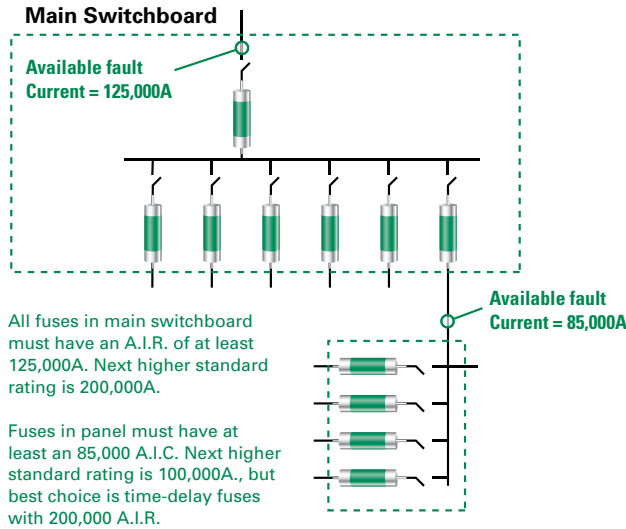 Main Switchboard
Available fault
Current = 125,000A
Available fault
Current = 85,000A
All fuses in main switchboard
must have an A.I.R. of at least
125,000A. Next higher standard
rating is 200,000A.
Fuses in panel must have at
least an 85,000 A.I.C. Next higher
standard rating is 100,000A., but
best choice is time-delay fuses
with 200,000 A.I.R.